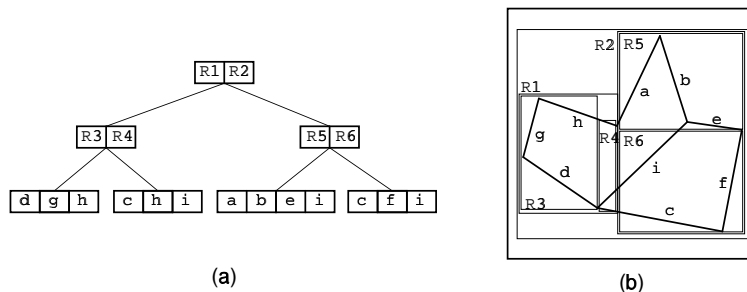 R1 R2
R3 R4
R5 R6
d g h
c h i
a b e i
c f i
(a)
R2 R5
b
R1
a
h
e
R4
g
R6
d
i
f
R3
c
(b)